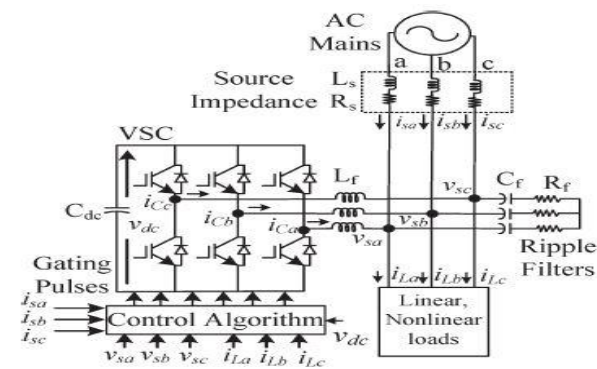 AC
Mains
a b c
Source
Impedance
Ls
Rs
isa isb isc
VSC
Lf
vsc
Cf
Rf
iCc
iCb
iCa
Cdc
vdc
vsb
vsa
Ripple
Filters
Gating
Pulses
iLa iLb iLc
Linear,
Nonlinear
loads
isa
isb
isc
Control Algorithm
vdc
vsa vsb vsc iLa iLb iLc